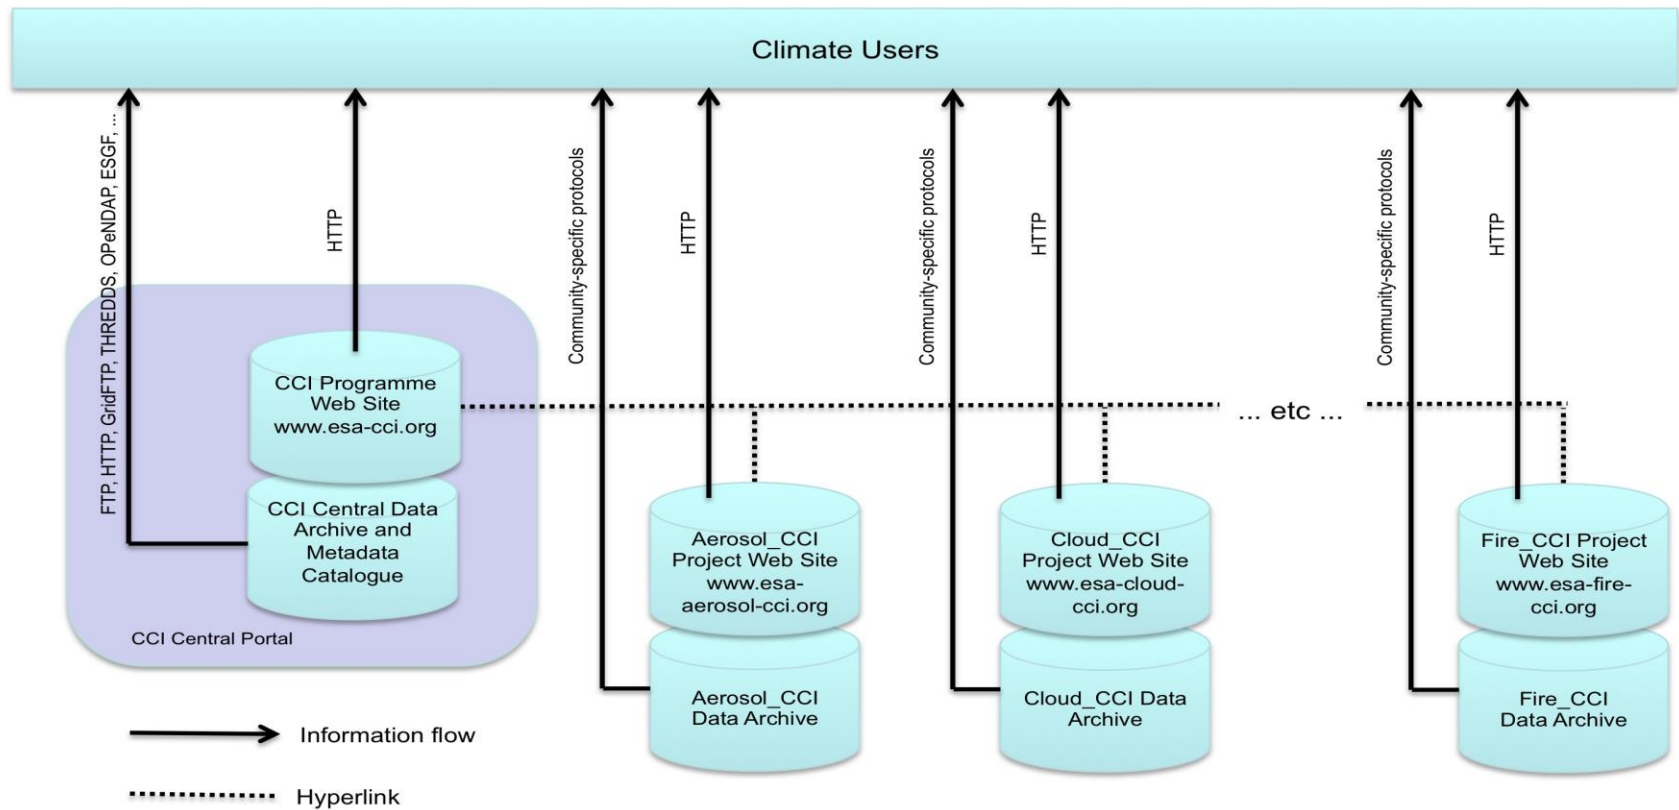 Climate Users
FTP, HTTP, GridFTP, THREDDS, OPeNDAP, ESGF, ...
HTTP
Community-specific protocols
HTTP
Community-specific protocols
HTTP
Community-specific protocols
HTTP
CCI Programme
Web Site
www.esa-cci.org
CCI Central Data
Archive and
Metadata
Catalogue
CCI Central Portal
... etc ...
Aerosol_CCI
Project Web Site
www.esa-
aerosol-cci.org
Aerosol_CCI
Data Archive
Cloud_CCI
Project Web Site
www.esa-cloud-
cci.org
Cloud_CCI Data
Archive
Fire_CCI Project
Web Site
www.esa-fire-
cci.org
Fire_CCI
Data Archive
Information flow
Hyperlink